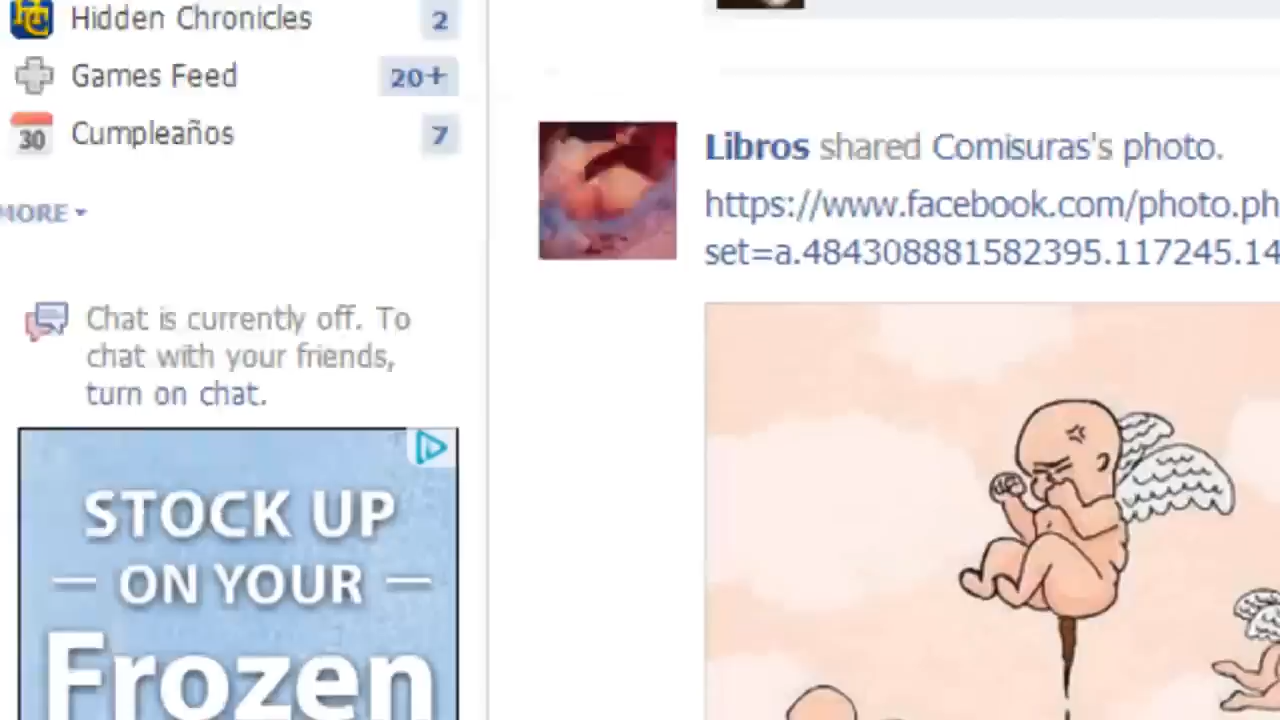 Hidden Chronicles 2
Games Feed 20+
30 Cumpleaños 7
MORE
Chat is currently off. To
chat with your friends,
turn on chat.
STOCK UP
ON YOUR
Frozen
Libros shared Comisuras's photo.
https://www.facebook.com/photo.ph
set=a.484308881582395.117245.14